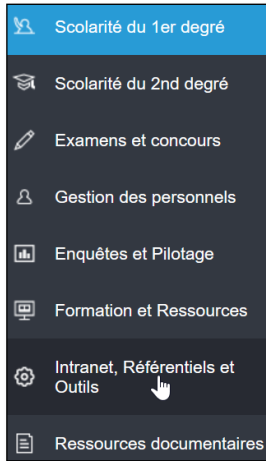 Scolarité du 1er degré
Scolarité du 2nd degré
Examens et concours
Gestion des personnels
Enquêtes et Pilotage
Formation et Ressources
Intranet, Référentiels et
Outils
Ressources documentaires